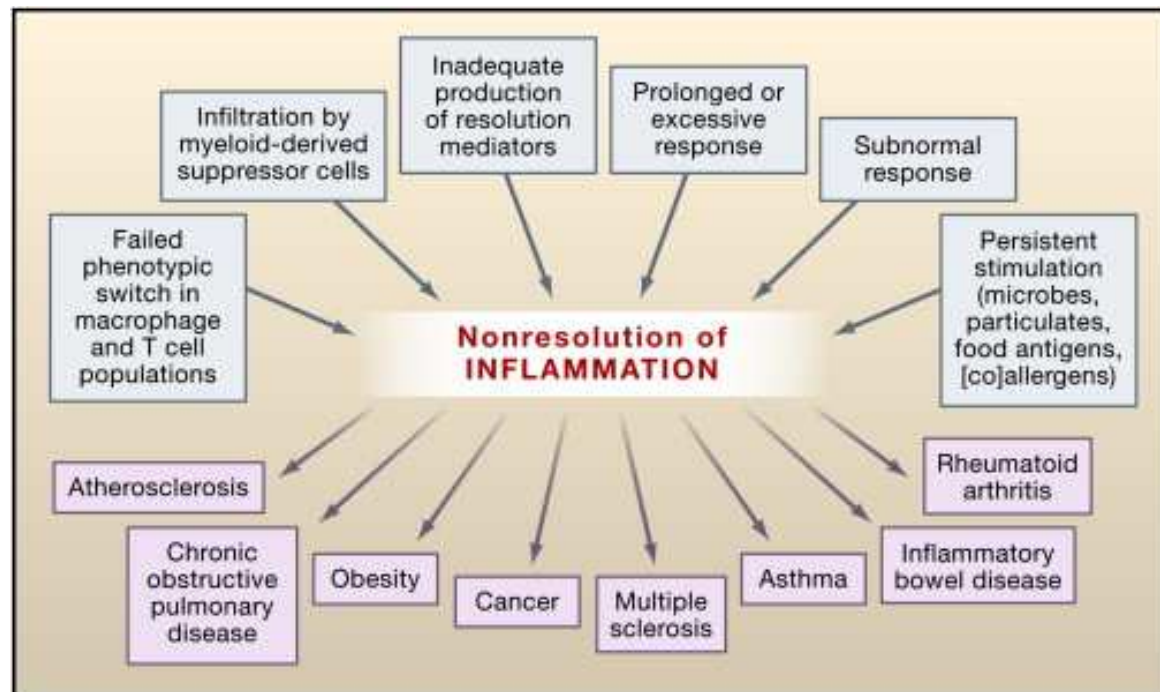 Failed
phenotypic
switch in
macrophage
and T cell
populations
Infiltration by
myeloid-derived
suppressor cells
Inadequate
production
of resolution
mediators
Prolonged or
excessive
response
Subnormal
response
Persistent
stimulation
(microbes,
particulates,
food antigens,
[co]allergens)
Nonresolution of
INFLAMMATION
Atherosclerosis
Chronic
obstructive
pulmonary
disease
Obesity
Cancer
Multiple
sclerosis
Asthma
Inflammatory
bowel disease
Rheumatoid
arthritis